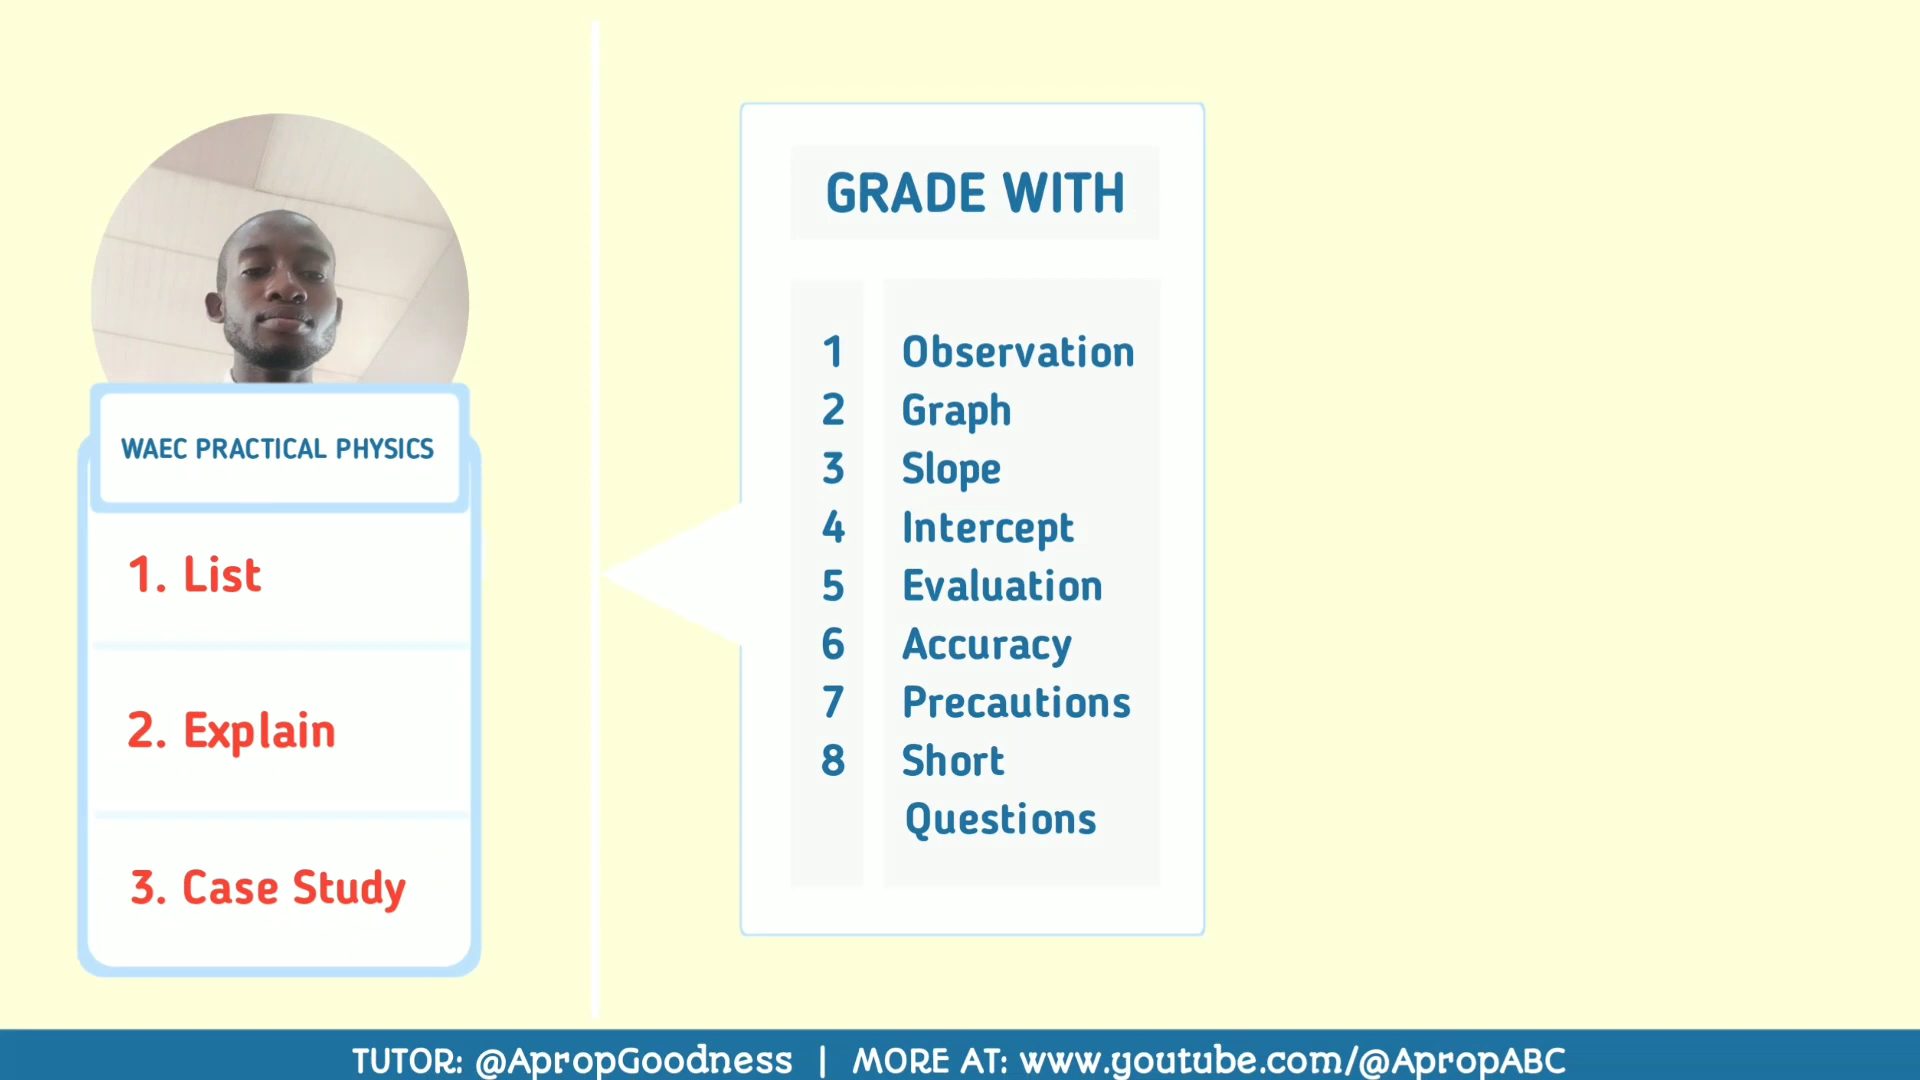 WAEC PRACTICAL PHYSICS
1. List
2. Explain
3. Case Study
GRADE WITH
1 Observation
2 Graph
3 Slope
4 Intercept
5 Evaluation
6 Accuracy
7 Precautions
8 Short
Questions
TUTOR: @ApropGoodness | MORE AT: www.youtube.com/@ApropABC